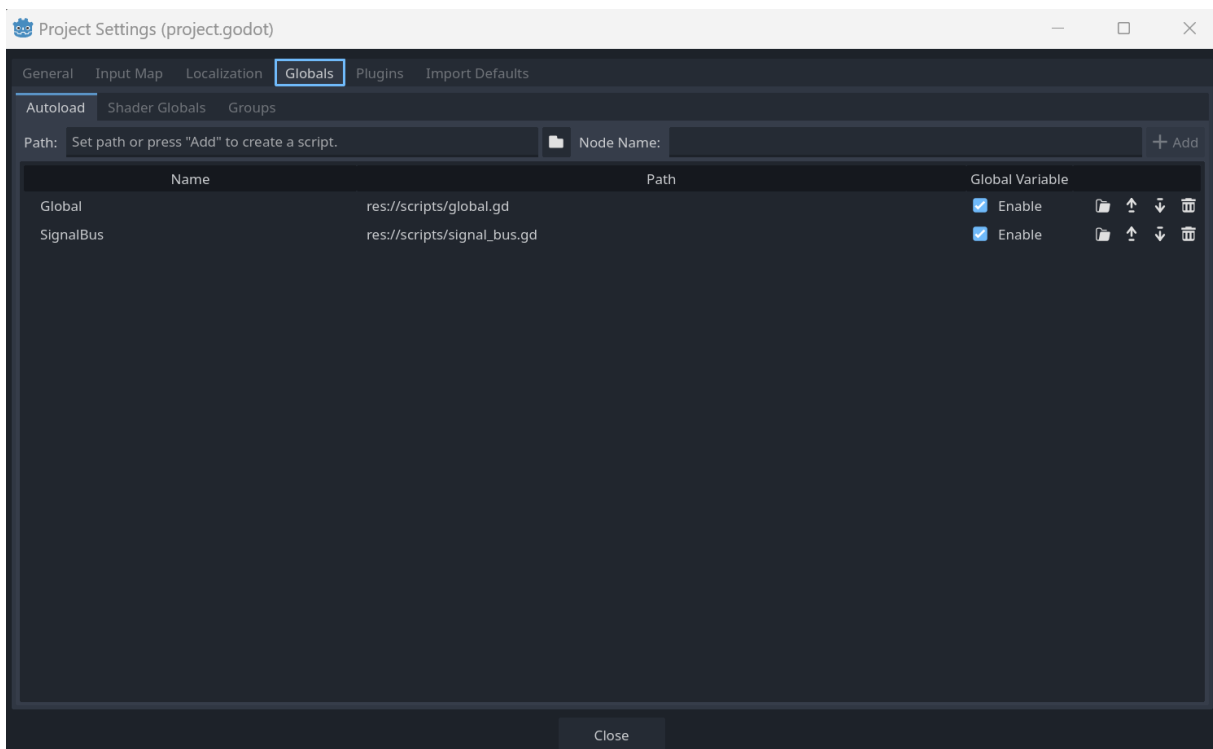 Project Settings (project.godot)
General Input Map Localization Globals Plugins Import Defaults
Autoload Shader Globals Groups
Path: Set path or press "Add" to create a script. Node Name: + Add
Name Path Global Variable
Global res://scripts/global.gd Enable
SignalBus res://scripts/signal_bus.gd Enable
Close